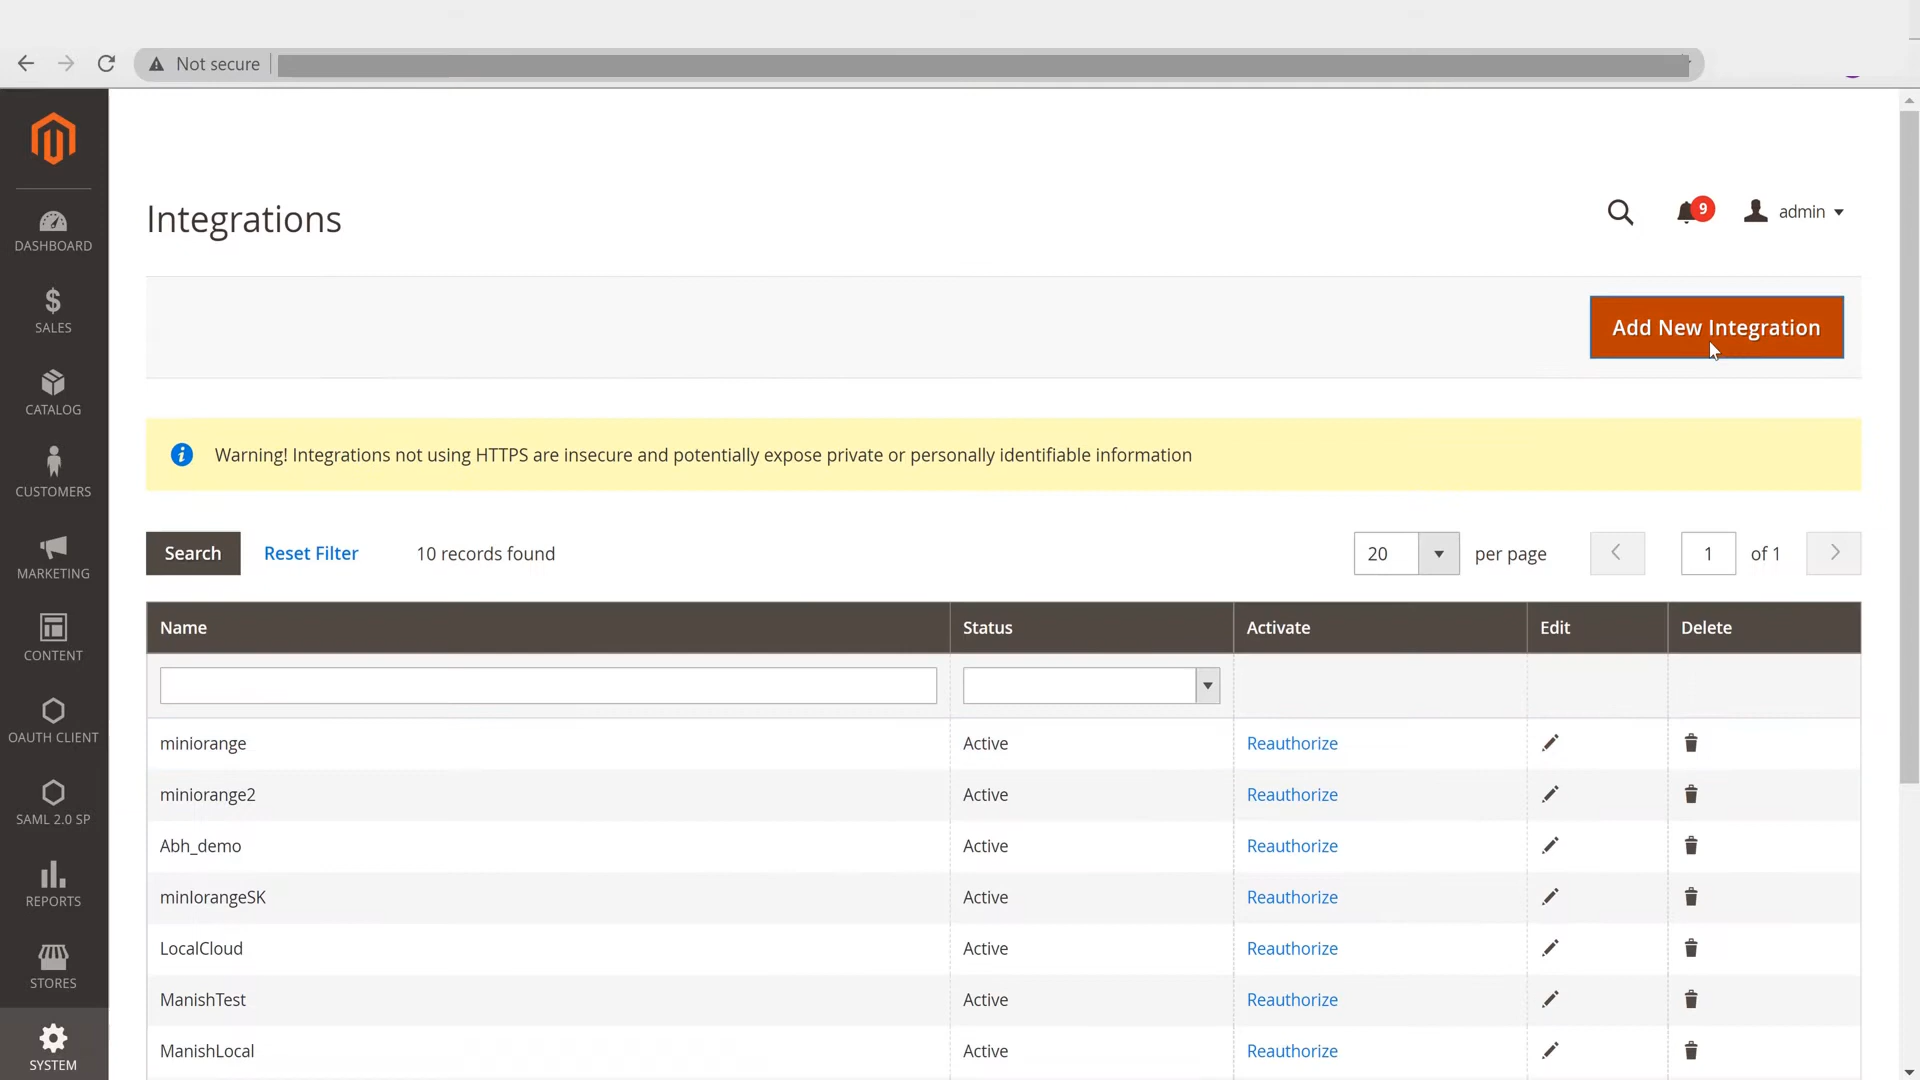 Not secure
Integrations
9
admin
Add New Integration
Warning! Integrations not using HTTPS are insecure and potentially expose private or personally identifiable information
Search Reset Filter 10 records found 20 per page 1 of 1
Name Status Activate Edit Delete
miniorange Active Reauthorize
miniorange2 Active Reauthorize
Abh_demo Active Reauthorize
minIorangeSK Active Reauthorize
LocalCloud Active Reauthorize
ManishTest Active Reauthorize
ManishLocal Active Reauthorize
DASHBOARD
SALES
CATALOG
CUSTOMERS
MARKETING
CONTENT
OAUTH CLIENT
SAML 2.0 SP
REPORTS
STORES
SYSTEM